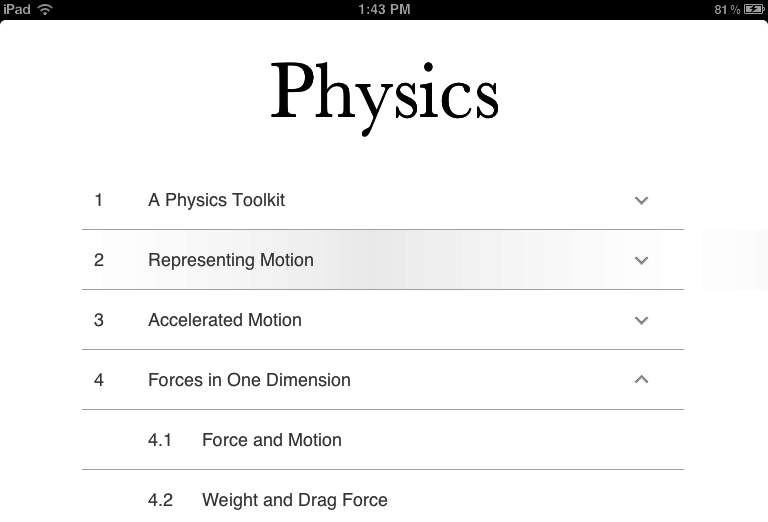 iPad 1:43 PM 81 %
Physics
1 A Physics Toolkit
2 Representing Motion
3 Accelerated Motion
4 Forces in One Dimension
4.1 Force and Motion
4.2 Weight and Drag Force